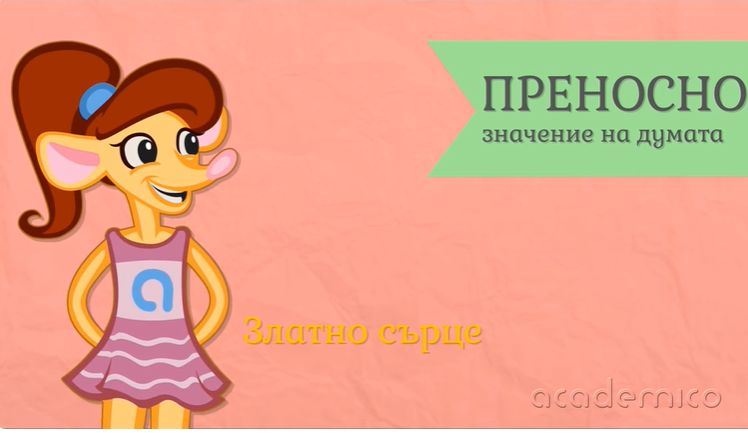 ПРЕНОСНО
значение на думата
а
Златно сърце
academico